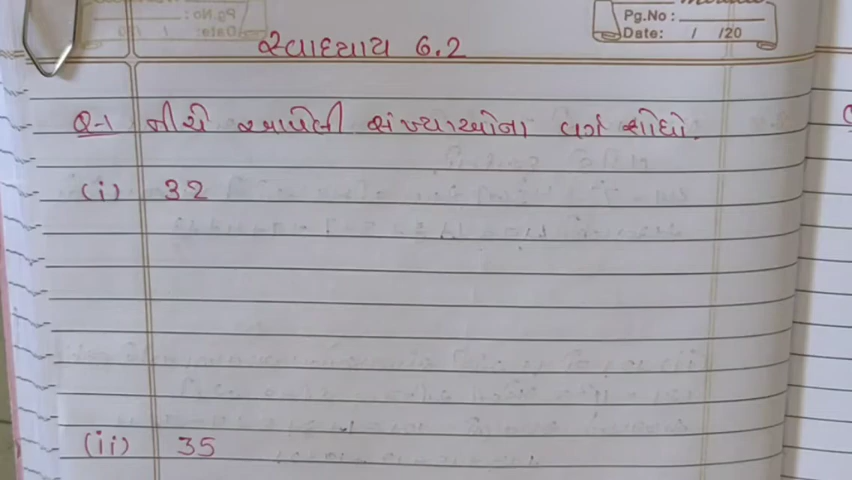 Pg.No :
Date: / /20
સ્વાધ્યાય 6.2
Q-1 નીચે આપેલી સંખ્યાઓના વર્ગ શોધો.
(i) 32
(ii) 35